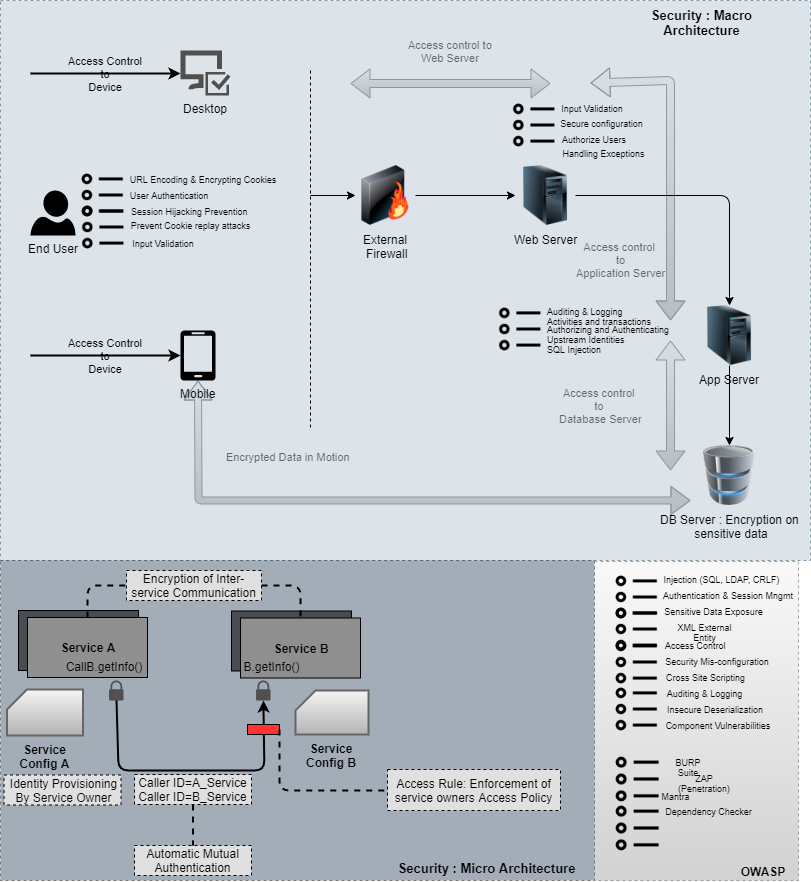 Security : Macro
Architecture
Access Control
to
Device
Desktop
Access control to
Web Server
Input Validation
Secure configuration
Authorize Users
Handling Exceptions
URL Encoding & Encrypting Cookies
User Authentication
Session Hijacking Prevention
Prevent Cookie replay attacks
Input Validation
End User
External
Firewall
Web Server
Access control
to
Application Server
Access Control
to
Device
Mobile
Auditing & Logging
Activities and transactions
Authorizing and Authenticating
Upstream Identities
SQL Injection
App Server
Access control
to
Database Server
Encrypted Data in Motion
DB Server : Encryption on
sensitive data
Encryption of Inter-
service Communication
Service A
CallB.getInfo()
Service B
B.getInfo()
Service
Config A
Service
Config B
Identity Provisioning
By Service Owner
Caller ID=A_Service
Caller ID=B_Service
Access Rule: Enforcement of
service owners Access Policy
Automatic Mutual
Authentication
Security : Micro Architecture
Injection (SQL, LDAP, CRLF)
Authentication & Session Mngmt
Sensitive Data Exposure
XML External
Entity
Access Control
Security Mis-configuration
Cross Site Scripting
Auditing & Logging
Insecure Deserialization
Component Vulnerabilities
BURP
Suite
ZAP
(Penetration)
Mantra
Dependency Checker
OWASP